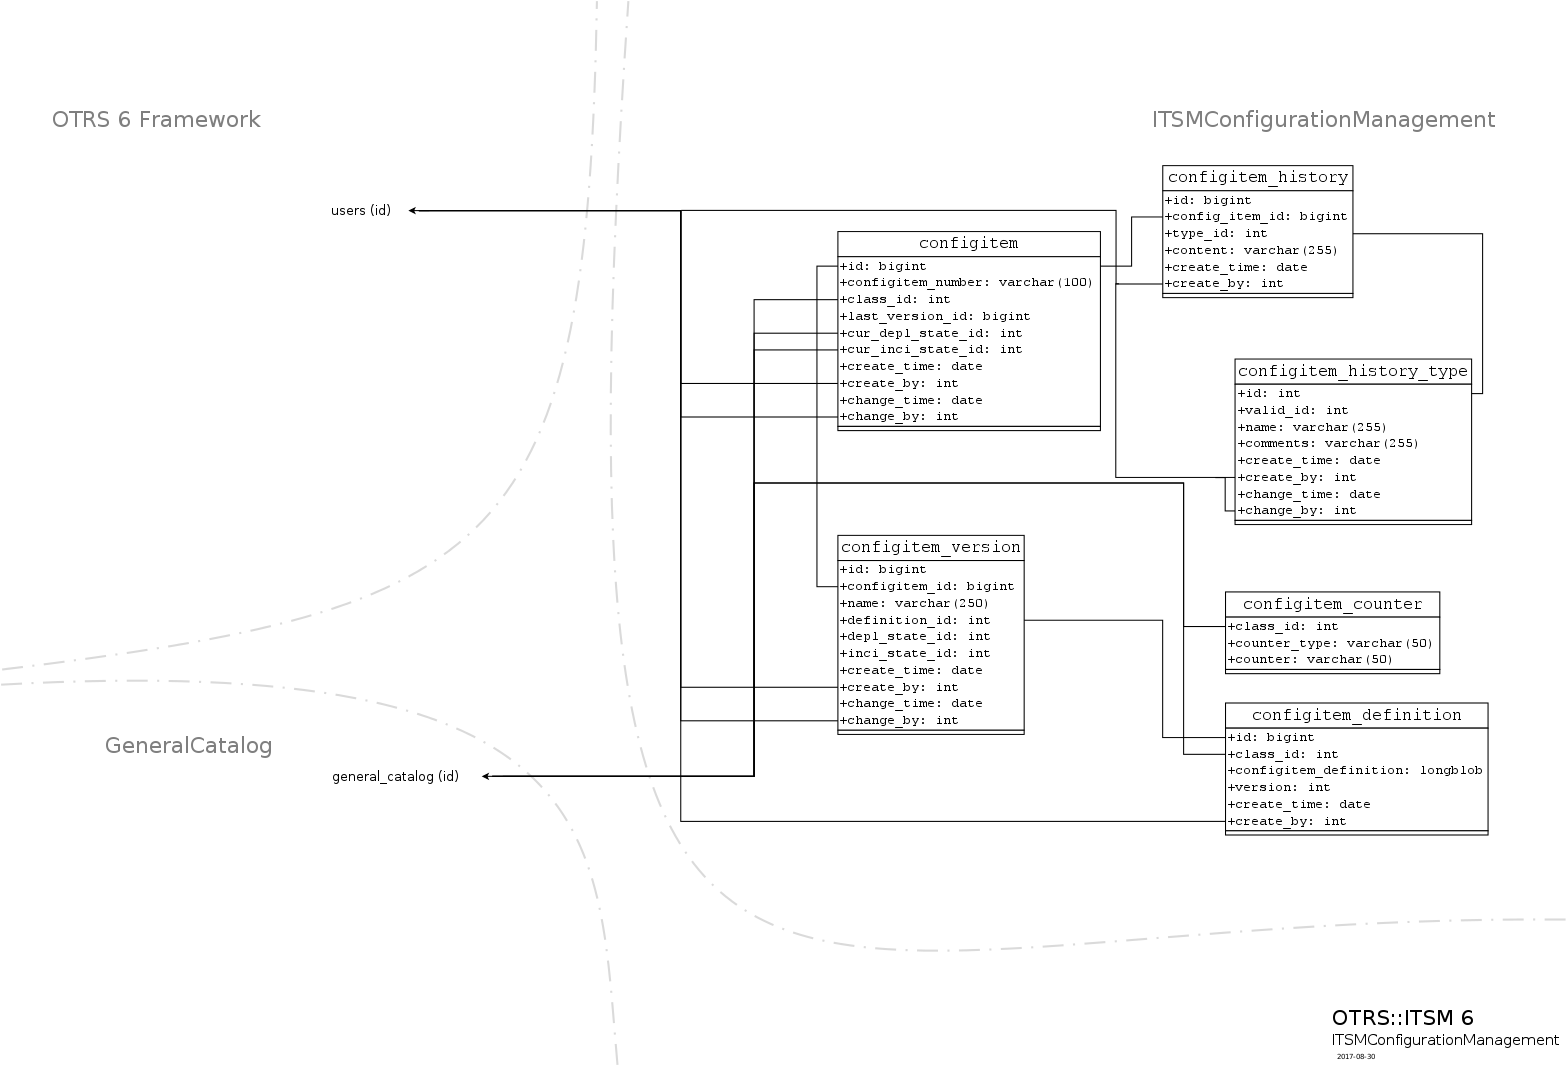 OTRS 6 Framework
ITSMConfigurationManagement
users (id)
configitem
+id: bigint
+configitem_number: varchar(100)
+class_id: int
+last_version_id: bigint
+cur_depl_state_id: int
+cur_inci_state_id: int
+create_time: date
+create_by: int
+change_time: date
+change_by: int
configitem_history
+id: bigint
+config_item_id: bigint
+type_id: int
+content: varchar(255)
+create_time: date
+create_by: int
configitem_history_type
+id: int
+valid_id: int
+name: varchar(255)
+comments: varchar(255)
+create_time: date
+create_by: int
+change_time: date
+change_by: int
configitem_version
+id: bigint
+configitem_id: bigint
+name: varchar(250)
+definition_id: int
+depl_state_id: int
+inci_state_id: int
+create_time: date
+create_by: int
+change_time: date
+change_by: int
configitem_counter
+class_id: int
+counter_type: varchar(50)
+counter: varchar(50)
configitem_definition
+id: bigint
+class_id: int
+configitem_definition: longblob
+version: int
+create_time: date
+create_by: int
GeneralCatalog
general_catalog (id)
OTRS::ITSM 6
ITSMConfigurationManagement
2017-08-30